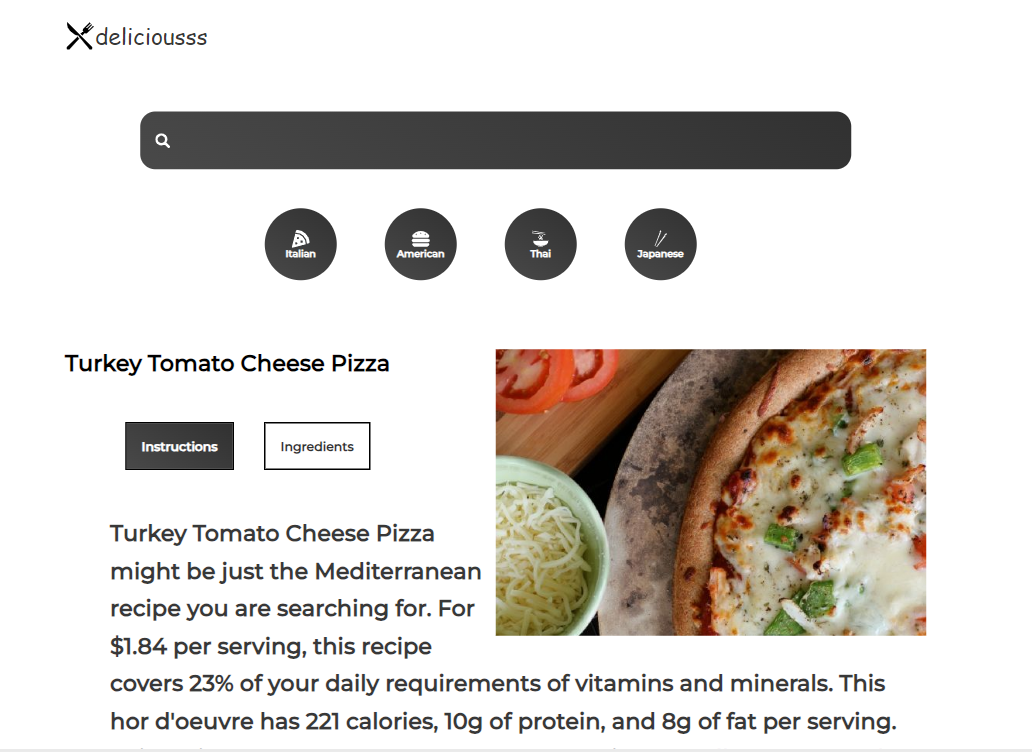 deliciousss
Italian
American
Thai
Japanese
Turkey Tomato Cheese Pizza
Instructions
Ingredients
Turkey Tomato Cheese Pizza
might be just the Mediterranean
recipe you are searching for. For
$1.84 per serving, this recipe
covers 23% of your daily requirements of vitamins and minerals. This
hor d'oeuvre has 221 calories, 10g of protein, and 8g of fat per serving.